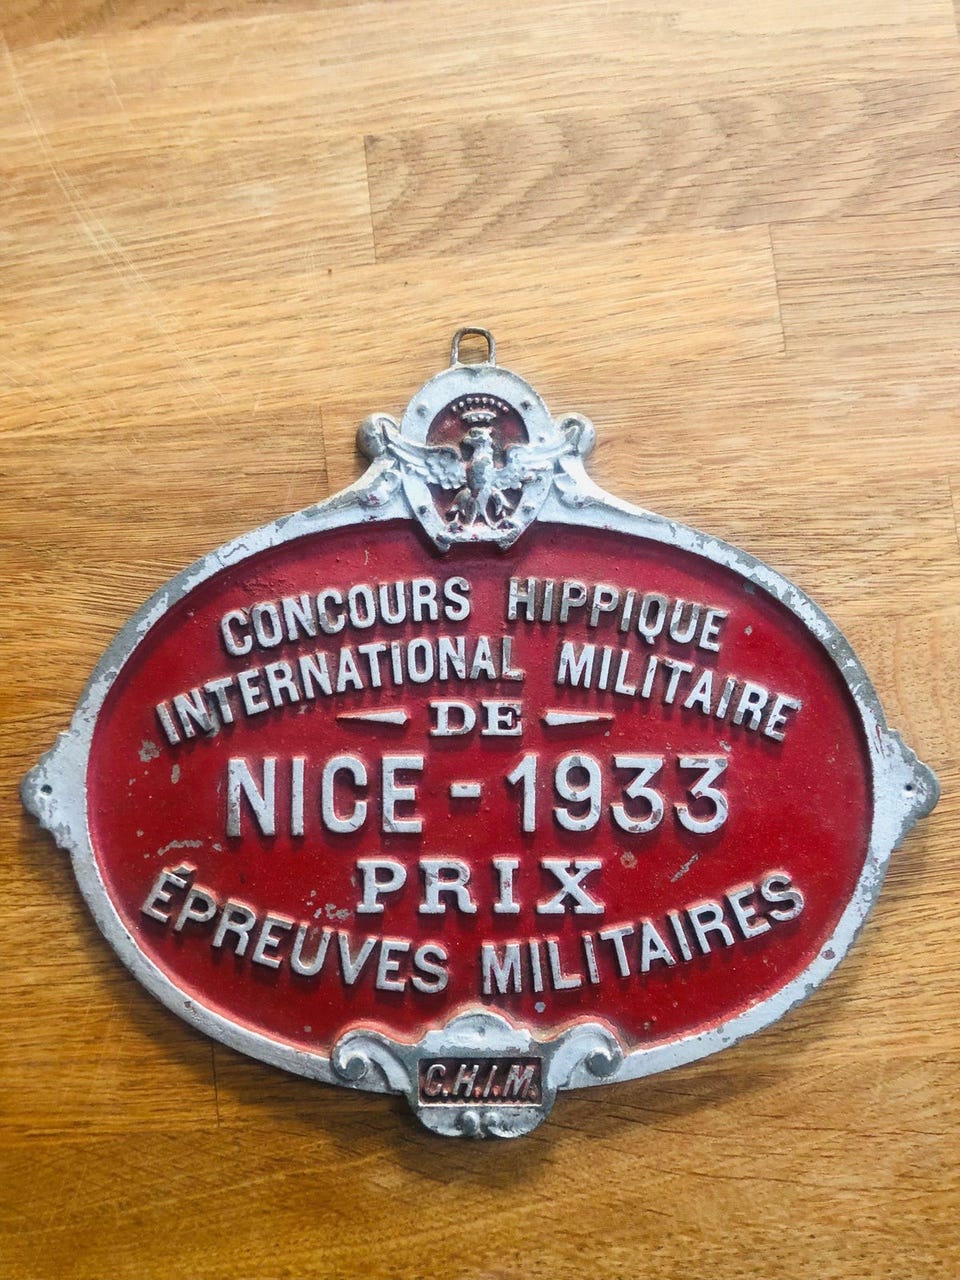 CONCOURS HIPPIQUE
INTERNATIONAL MILITAIRE
DE
NICE - 1933
PRIX
ÉPREUVES MILITAIRES
C.H.I.M.